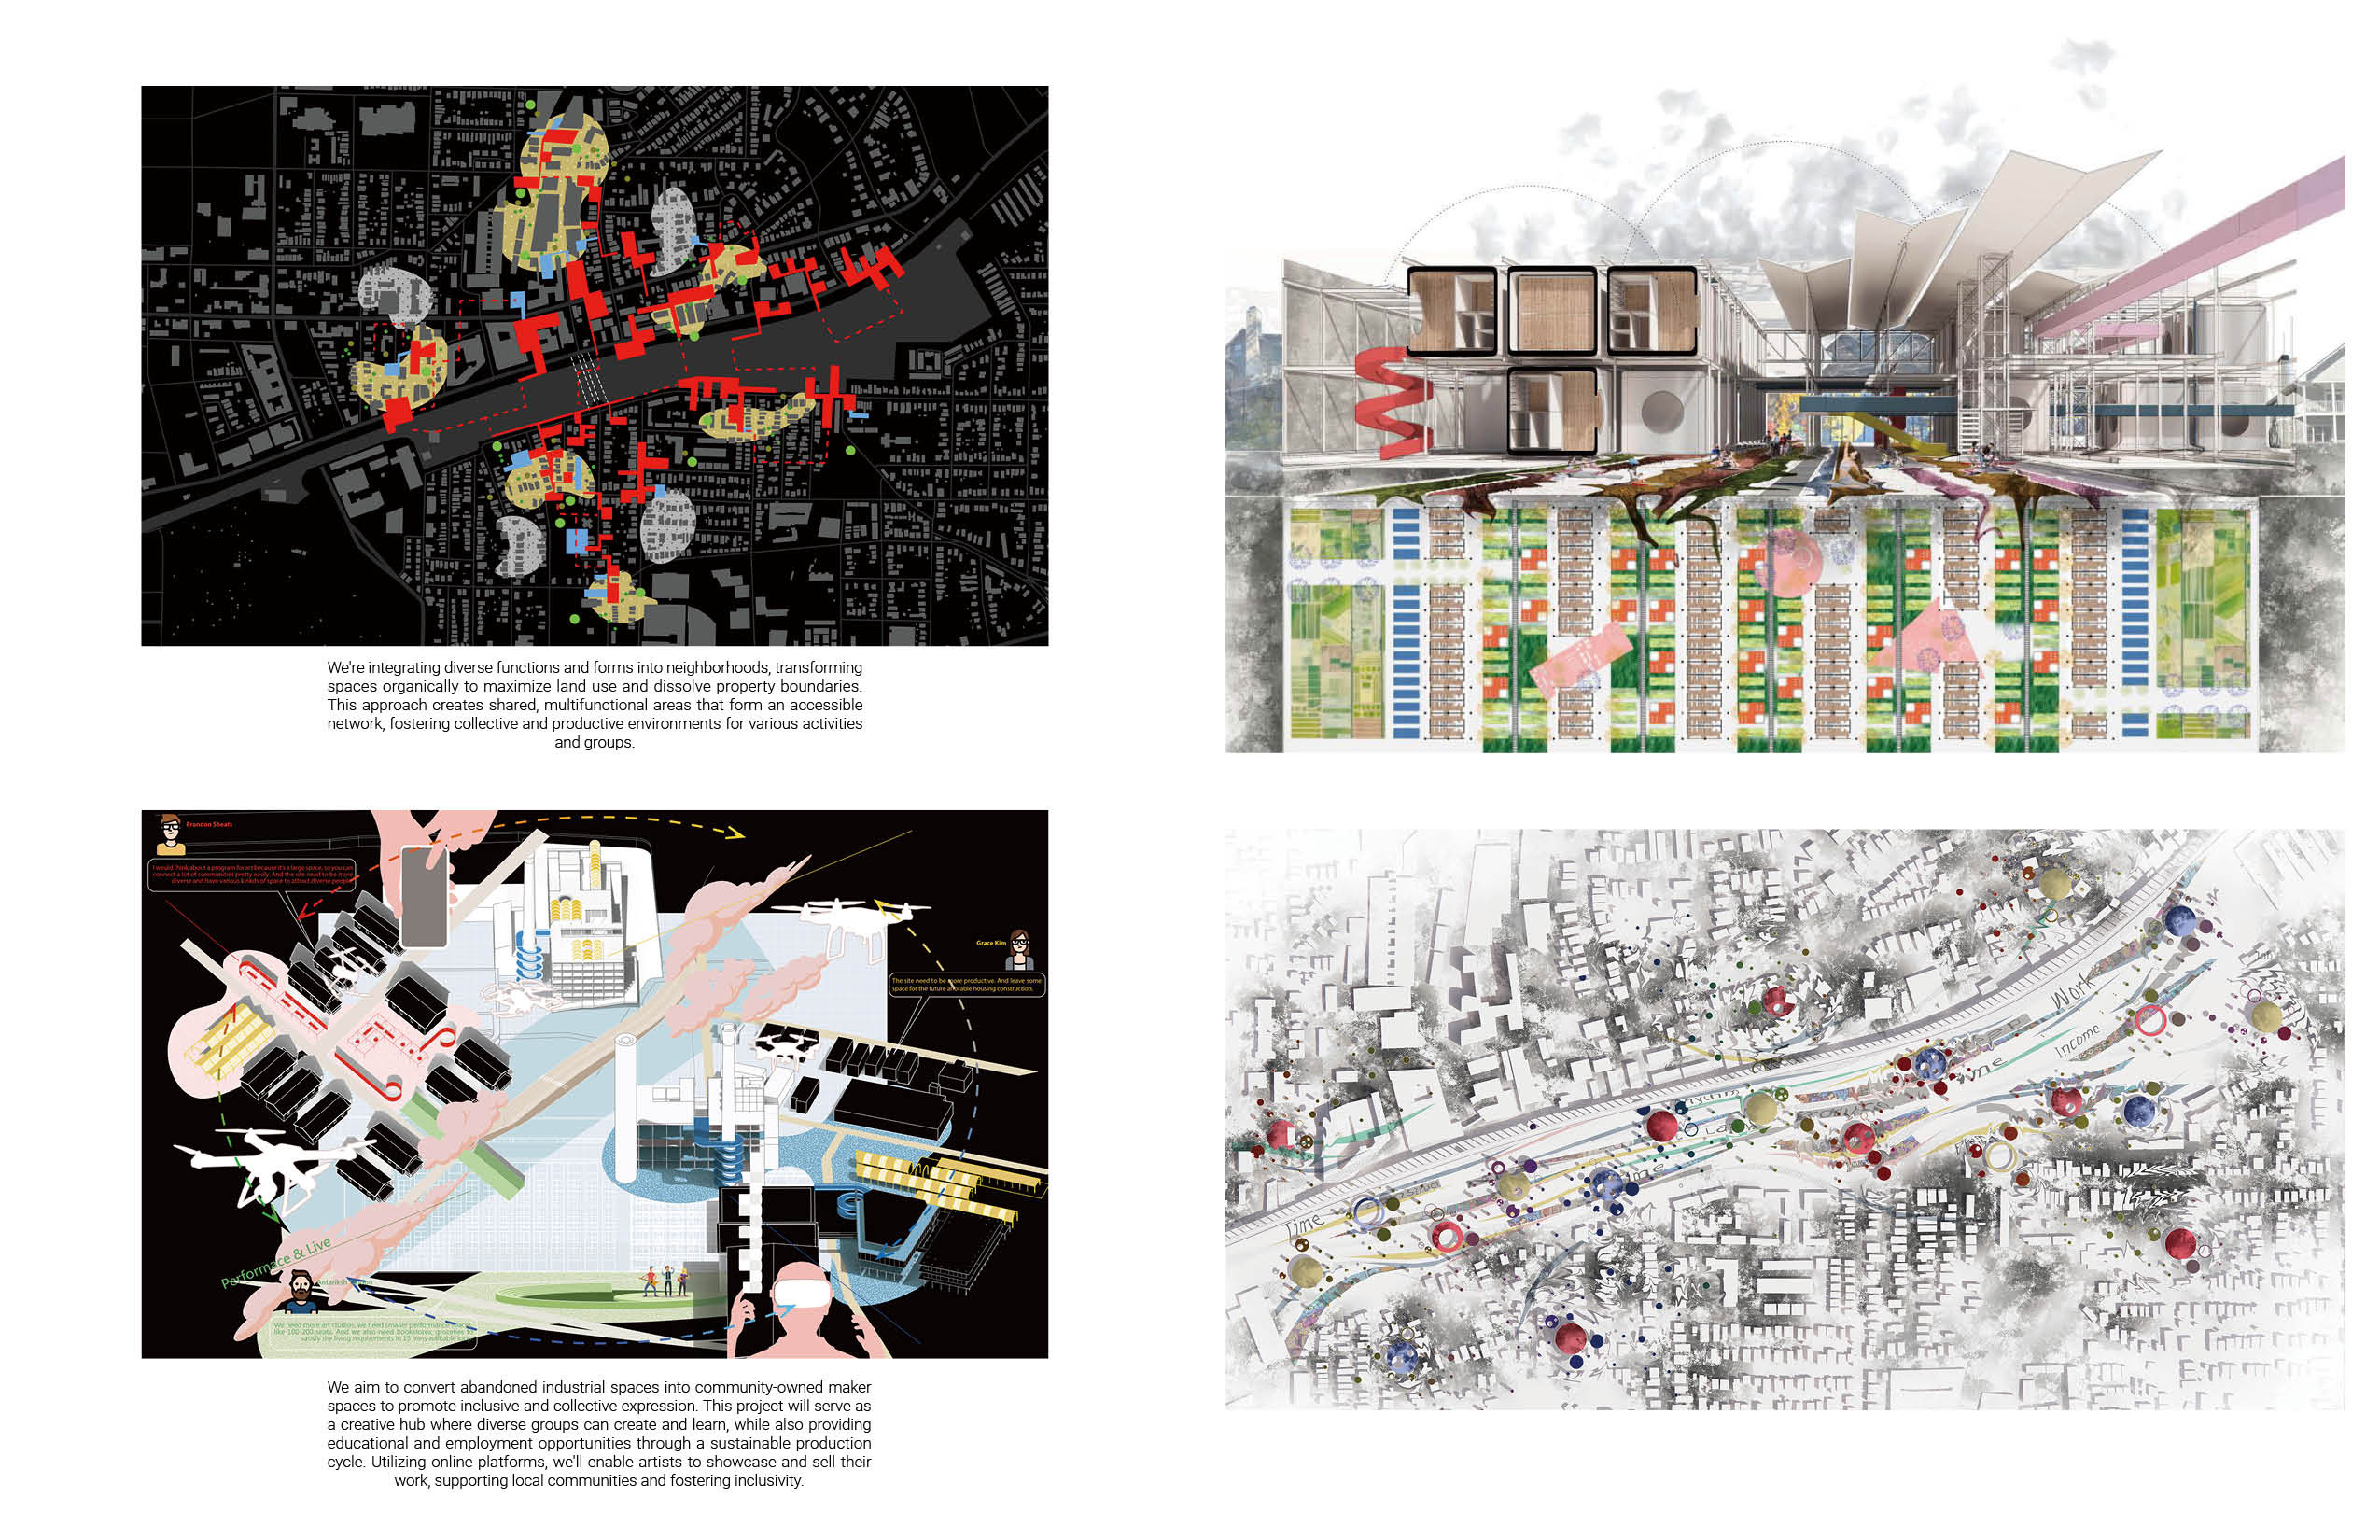 We're integrating diverse functions and forms into neighborhoods, transforming
spaces organically to maximize land use and dissolve property boundaries.
This approach creates shared, multifunctional areas that form an accessible
network, fostering collective and productive environments for various activities
and groups.
Brandon Sheats
I would think about a program for art because it's a large space, so you can
connect a lot of communities pretty easily. And the site need to be more
diverse and have various kinkds of space to attract diverse people
Grace Kim
The site need to be more productive. And leave some
space for the future aforable housing construction.
Performace & Live
We need more art studios, we need smaller performance
like 100-200 seats. And we also need bookstores, groceries to
satisfy the living requirements in 15 mins walkable
We aim to convert abandoned industrial spaces into community-owned maker
spaces to promote inclusive and collective expression. This project will serve as
a creative hub where diverse groups can create and learn, while also providing
educational and employment opportunities through a sustainable production
cycle. Utilizing online platforms, we'll enable artists to showcase and sell their
work, supporting local communities and fostering inclusivity.
Work
Income
Time